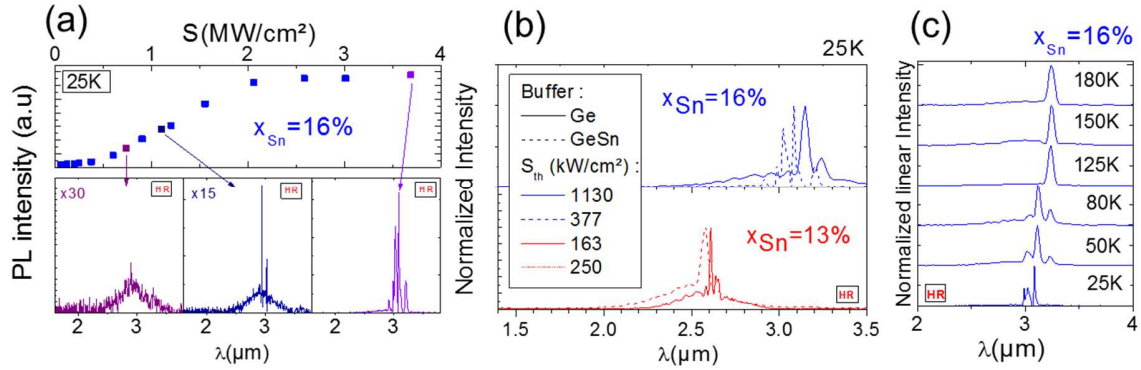 (a)
S(MW/cm²)
0 1 2 3 4
25K
x_Sn=16%
PL intensity (a.u)
x30
HR
x15
HR
HR
2 3 2 3 3
λ(µm)
(b)
25K
Normalized Intensity
Buffer :
Ge
GeSn
S_th (kW/cm²) :
1130
377
163
250
x_Sn=16%
x_Sn=13%
HR
1.5 2.0 2.5 3.0 3.5
λ(µm)
(c)
x_Sn=16%
Normalized linear Intensity
180K
150K
125K
80K
50K
25K
HR
2 3 4
λ(µm)